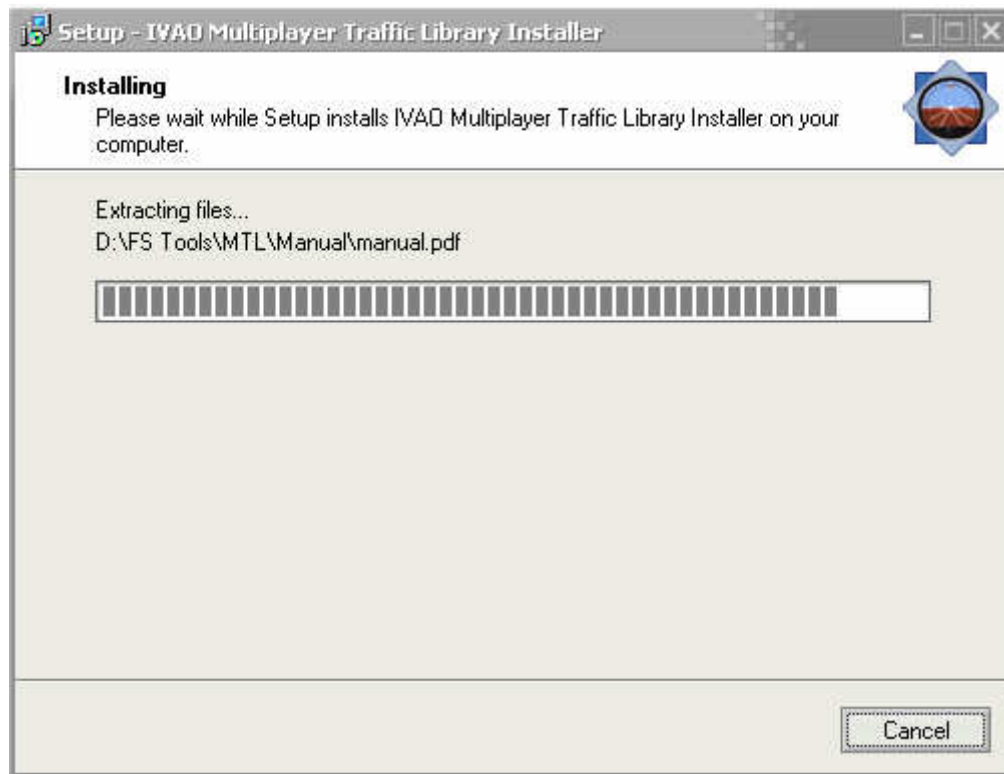 Setup - IVAO Multiplayer Traffic Library Installer
Installing
Please wait while Setup installs IVAO Multiplayer Traffic Library Installer on your
computer.
Extracting files...
D:\FS Tools\MTL\Manual\manual.pdf
Cancel